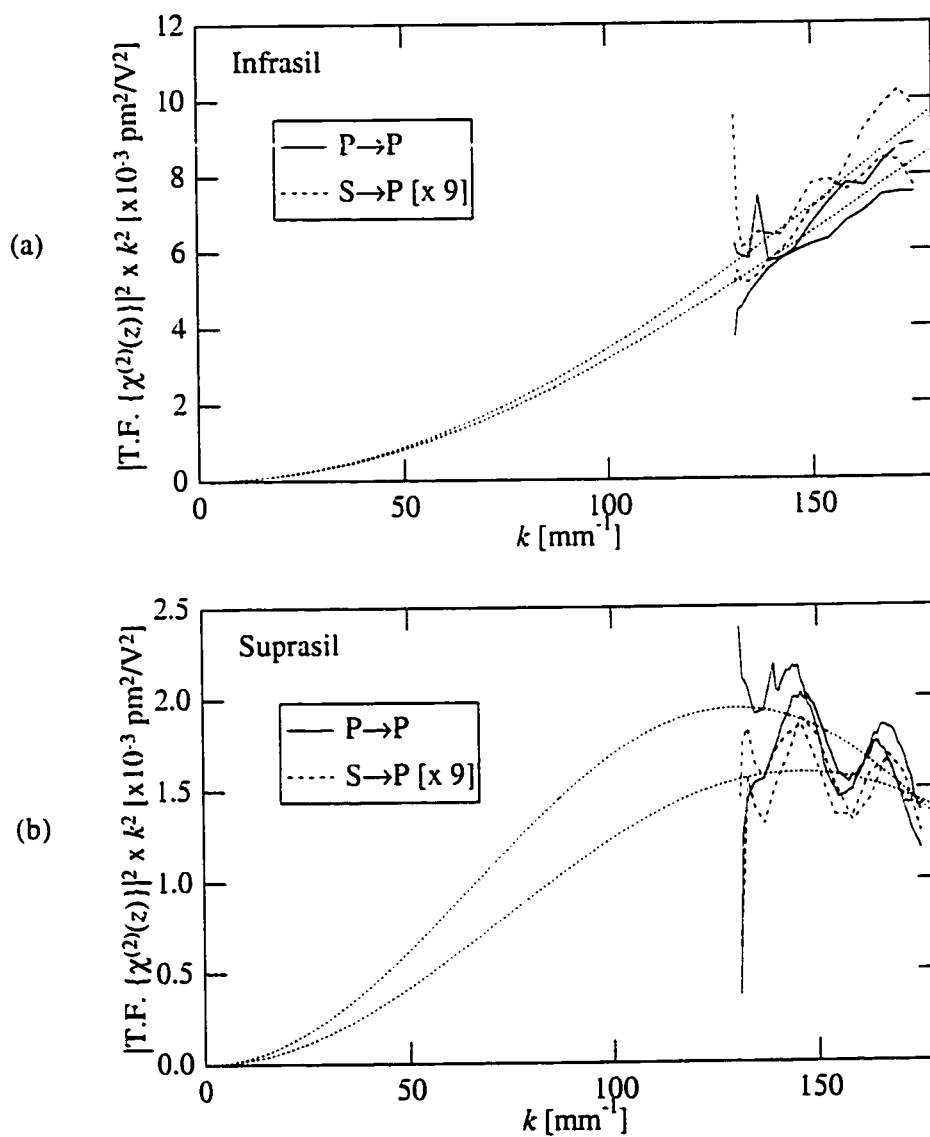 (a)
|T.F. {χ⁽²⁾(z)}|² x k² [x10⁻³ pm²/V²]
12
10
8
6
4
2
0
Infrasil
P→P
S→P [x 9]
0
50
100
150
k [mm⁻¹]
(b)
|T.F. {χ⁽²⁾(z)}|² x k² [x10⁻³ pm²/V²]
2.5
2.0
1.5
1.0
0.5
0.0
Suprasil
P→P
S→P [x 9]
0
50
100
150
k [mm⁻¹]